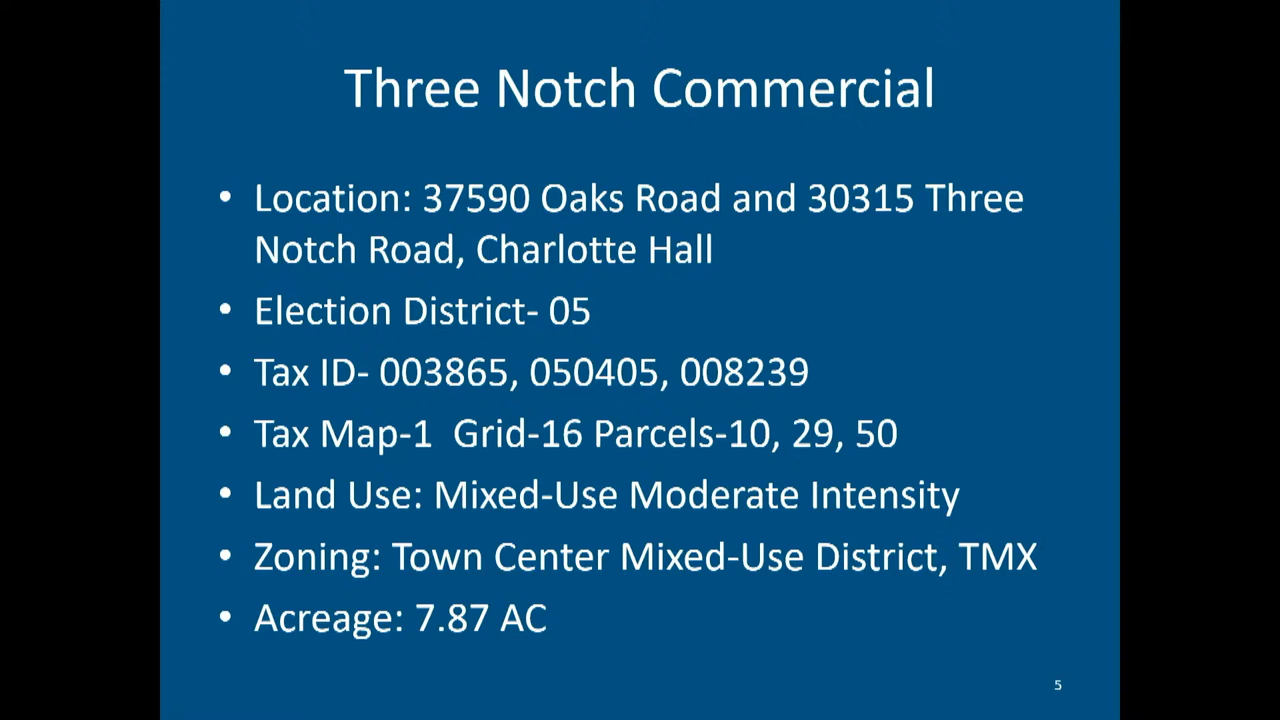 Three Notch Commercial
• Location: 37590 Oaks Road and 30315 Three
Notch Road, Charlotte Hall
• Election District- 05
• Tax ID- 003865, 050405, 008239
• Tax Map-1  Grid-16 Parcels-10, 29, 50
• Land Use: Mixed-Use Moderate Intensity
• Zoning: Town Center Mixed-Use District, TMX
• Acreage: 7.87 AC
5